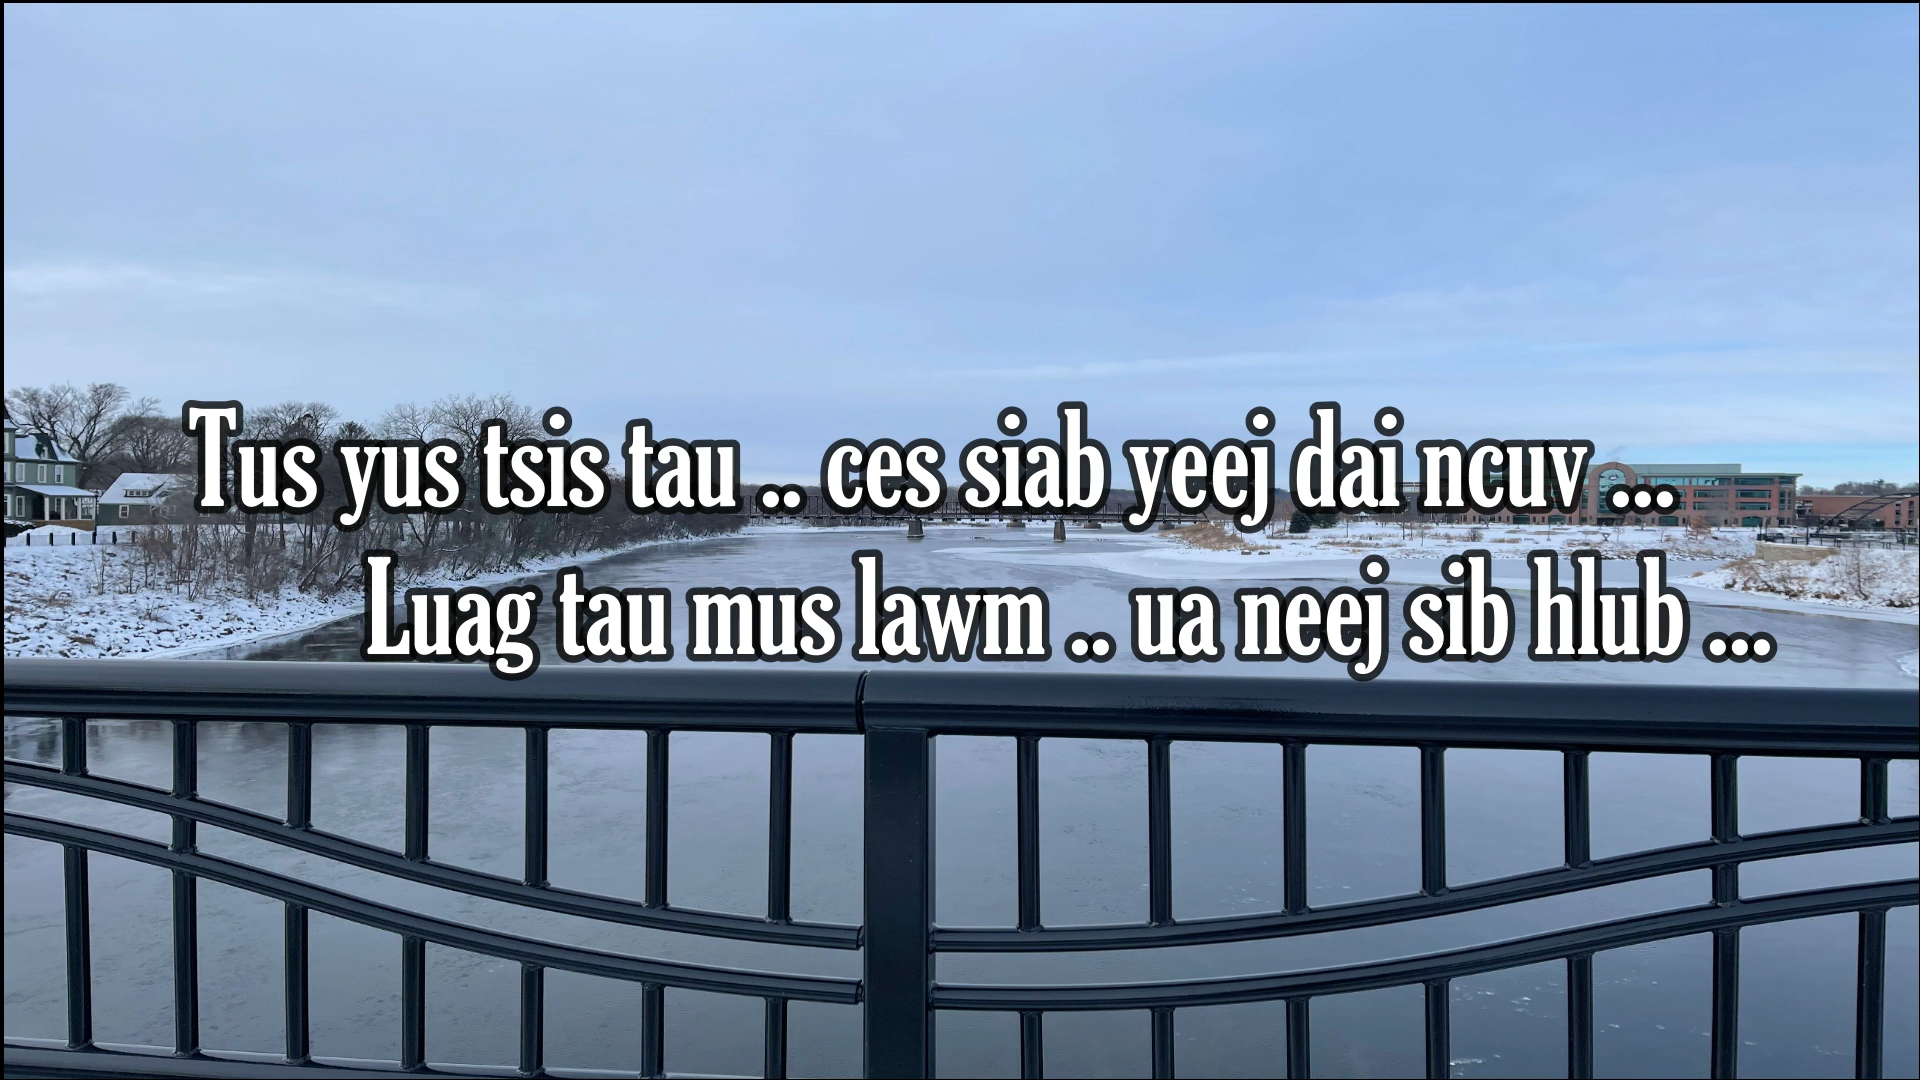 Tus yus tsis tau .. ces siab yeej dai ncuv ...
Luag tau mus lawm .. ua neej sib hlub ...